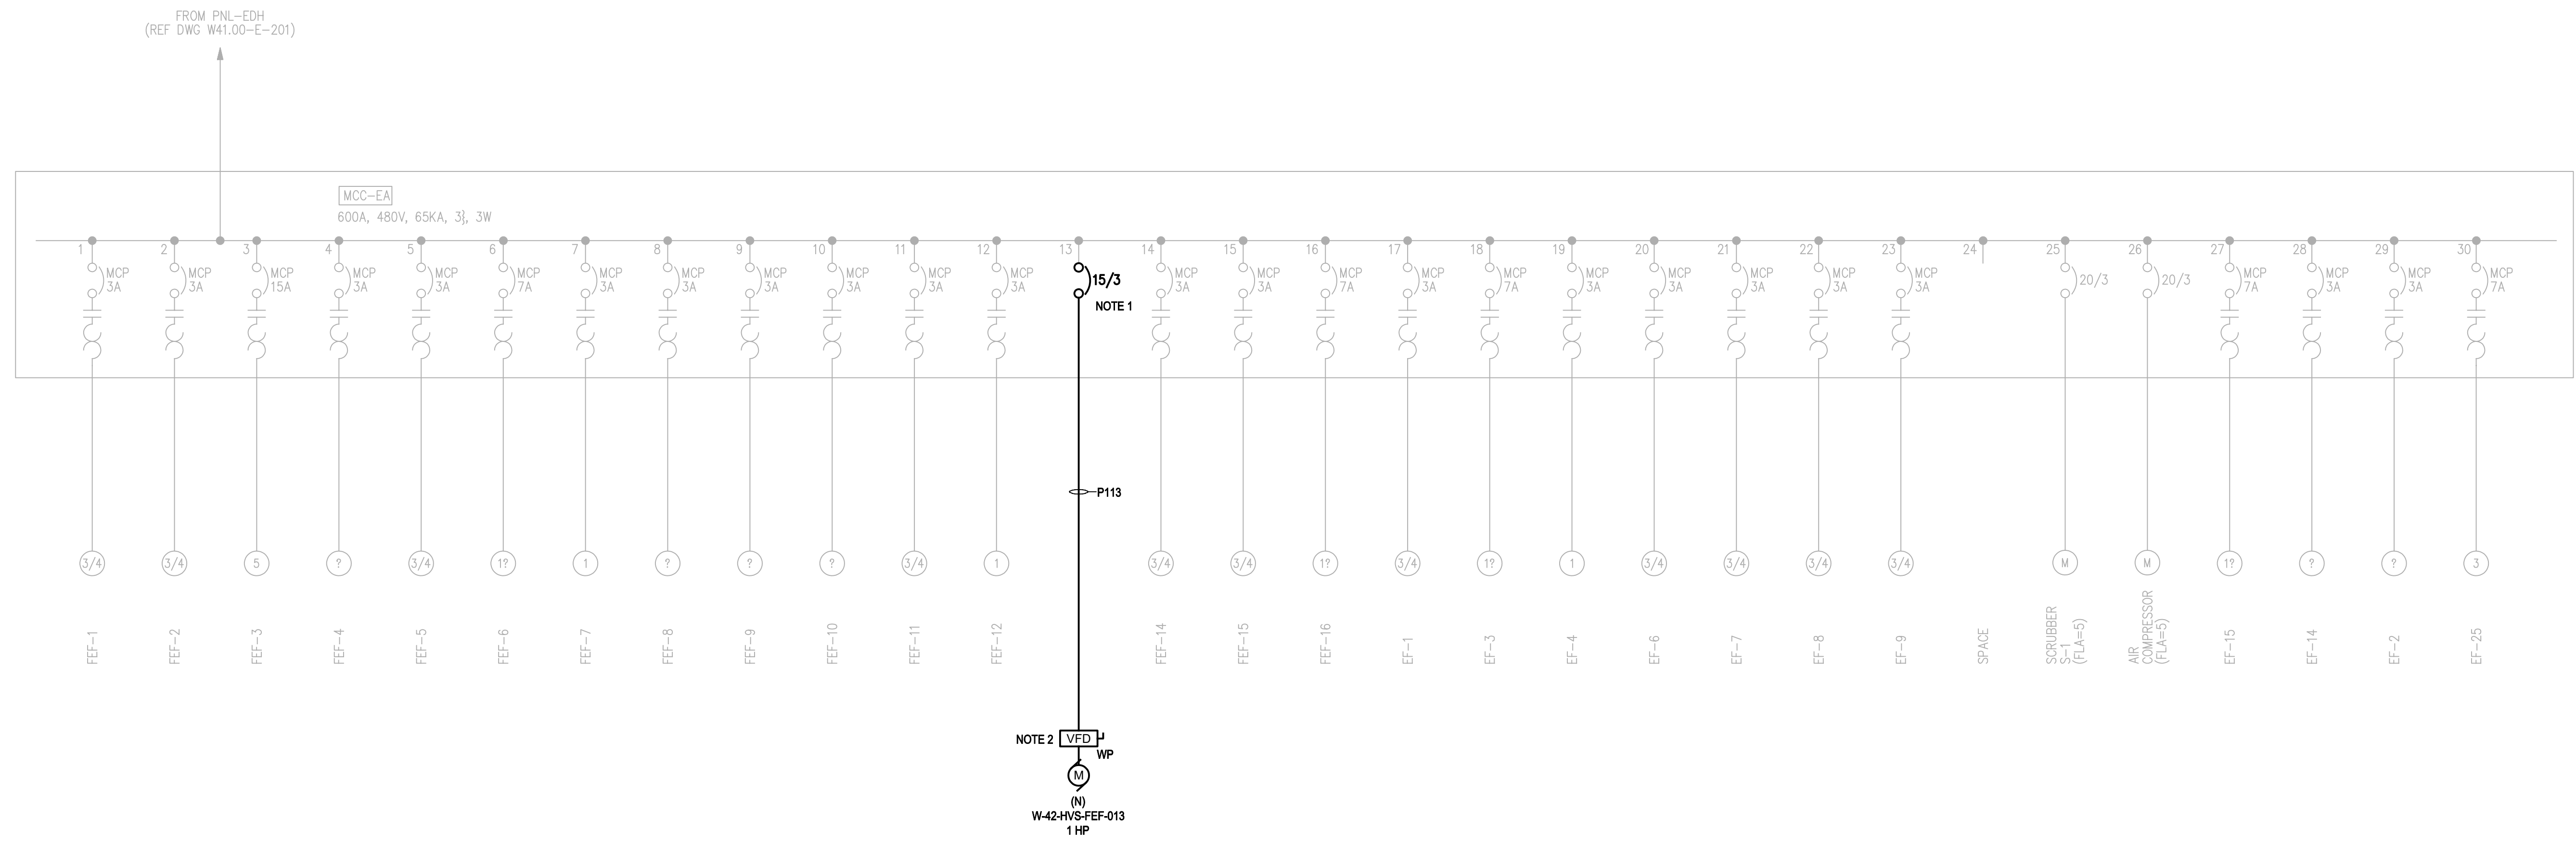 FROM PNL-EDH
(REF DWG W41.00-E-201)
MCC-EA
600A, 480V, 65KA, 3}, 3W
1 2 3 4 5 6 7 8 9 10 11 12 13 14 15 16 17 18 19 20 21 22 23 24 25 26 27 28 29 30
MCP MCP MCP MCP MCP MCP MCP MCP MCP MCP MCP MCP MCP MCP MCP MCP MCP MCP MCP MCP MCP MCP MCP MCP MCP MCP
15/3 20/3 20/3
3A 3A 15A 3A 3A 7A 3A 3A 3A 3A 3A 3A 3A 3A 7A 3A 7A 3A 3A 3A 3A 3A 7A 3A 3A 7A
NOTE 1
P113
3/4 3/4 5 ? 3/4 1? 1 ? ? ? 3/4 1 3/4 3/4 1? 3/4 1? 1 3/4 3/4 3/4 3/4 M M 1? ? ? 3
FEF-1
FEF-2
FEF-3
FEF-4
FEF-5
FEF-6
FEF-7
FEF-8
FEF-9
FEF-10
FEF-11
FEF-12
FEF-14
FEF-15
FEF-16
EF-1
EF-3
EF-4
EF-6
EF-7
EF-8
EF-9
SPACE
SCRUBBER
S-1
(FLA=5)
AIR
COMPRESSOR
(FLA=5)
EF-15
EF-14
EF-2
EF-25
NOTE 2 VFD
WP
M
(N)
W-42-HVS-FEF-013
1 HP